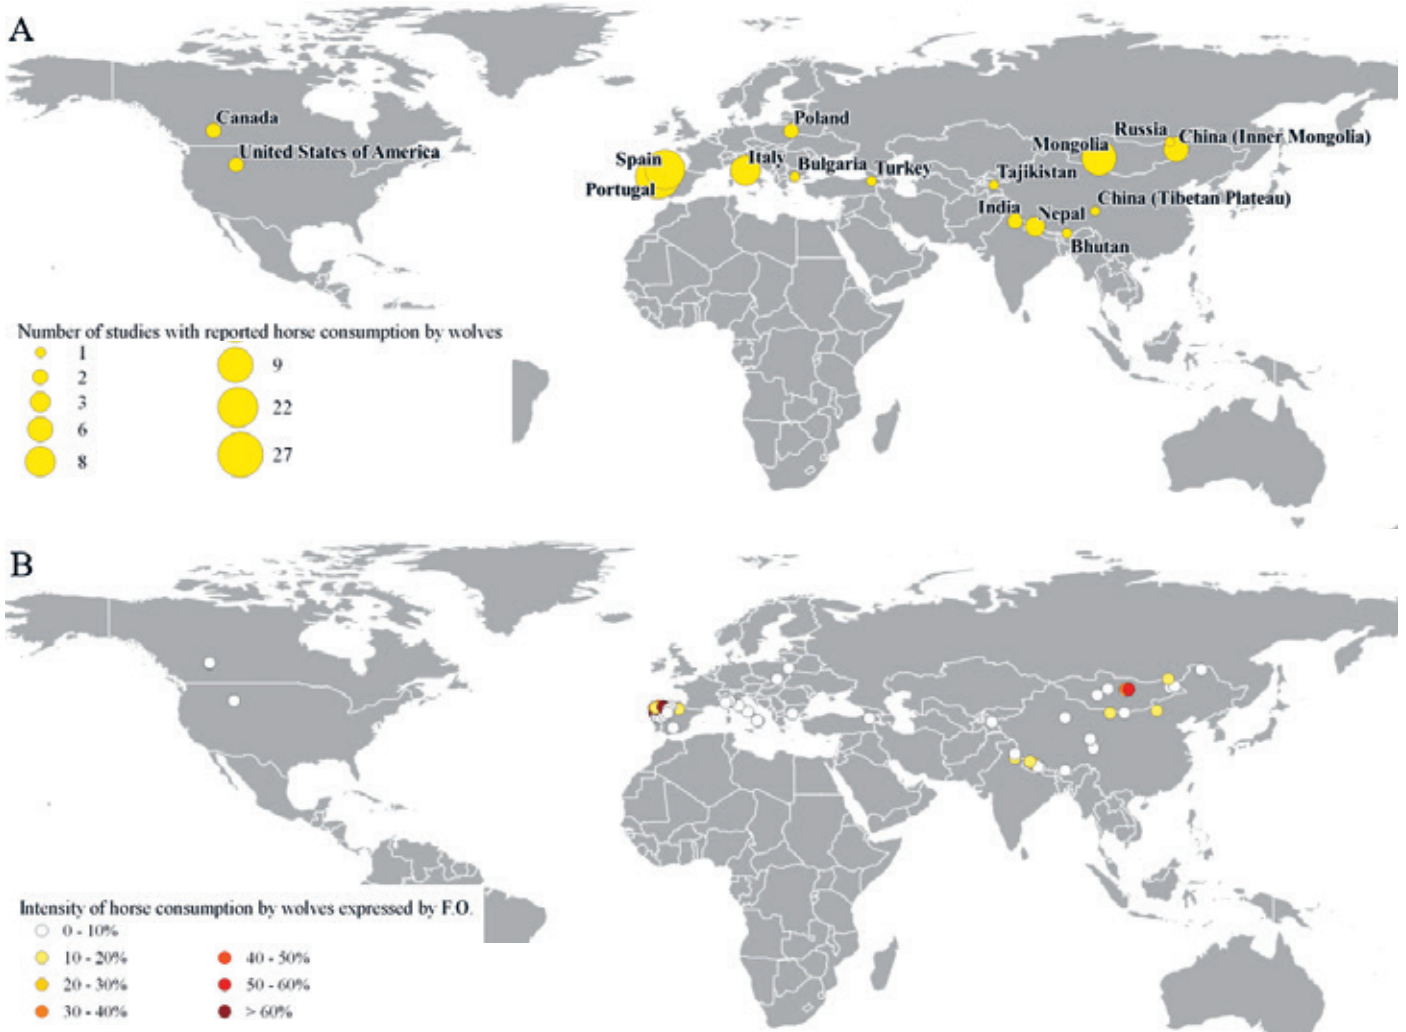 A
Canada
United States of America
Poland
Spain
Italy
Bulgaria
Turkey
Portugal
Russia
China (Inner Mongolia)
Mongolia
Tajikistan
China (Tibetan Plateau)
India
Nepal
Bhutan
Number of studies with reported horse consumption by wolves
1
2
3
6
8
9
22
27
B
Intensity of horse consumption by wolves expressed by F.O.
0 - 10%
10 - 20%
20 - 30%
30 - 40%
40 - 50%
50 - 60%
> 60%